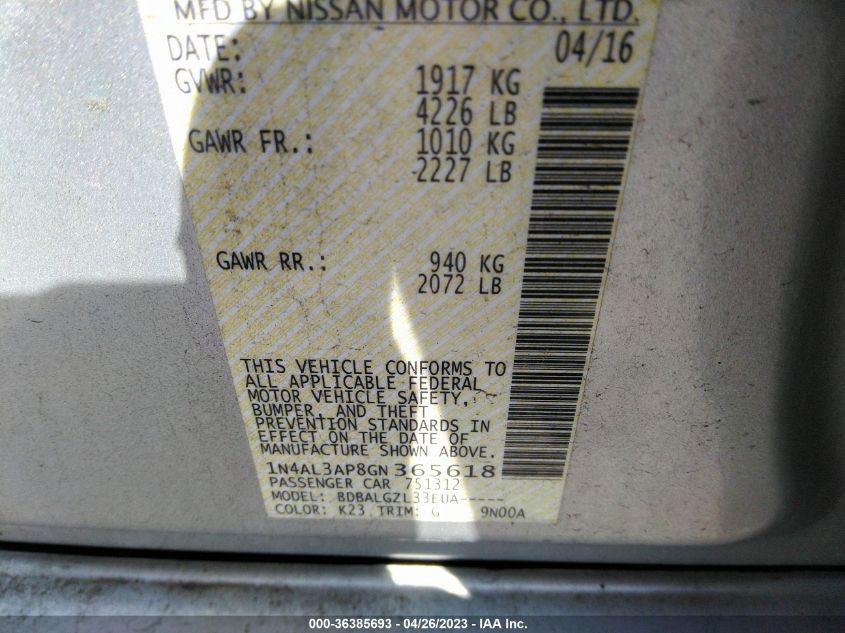 MFD BY NISSAN MOTOR CO., LTD.
DATE: 04/16
GVWR: 1917 KG
4226 LB
GAWR FR.: 1010 KG
2227 LB
GAWR RR.: 940 KG
2072 LB
THIS VEHICLE CONFORMS TO
ALL APPLICABLE FEDERAL
MOTOR VEHICLE SAFETY,
BUMPER, AND THEFT
PREVENTION STANDARDS IN
EFFECT ON THE DATE OF
MANUFACTURE SHOWN ABOVE.
1N4AL3AP8GN365618
PASSENGER CAR 751312
MODEL: BDBALGZL33EUA-----
COLOR: K23 TRIM: G 9N00A
000-36385693 - 04/26/2023 - IAA Inc.